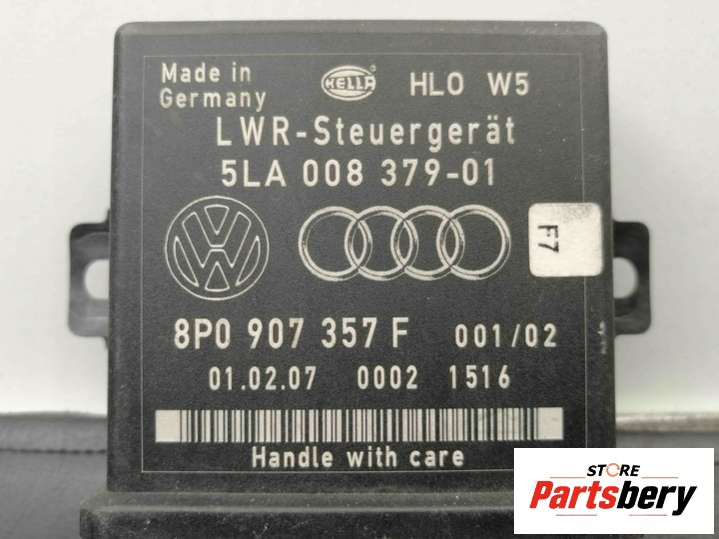 Made in
Germany
HELLA
HLO W5
LWR-Steuergerät
5LA 008 379-01
VW
F7
8P0 907 357 F
001/02
01.02.07 0002 1516
Handle with care
STORE
Partsbery